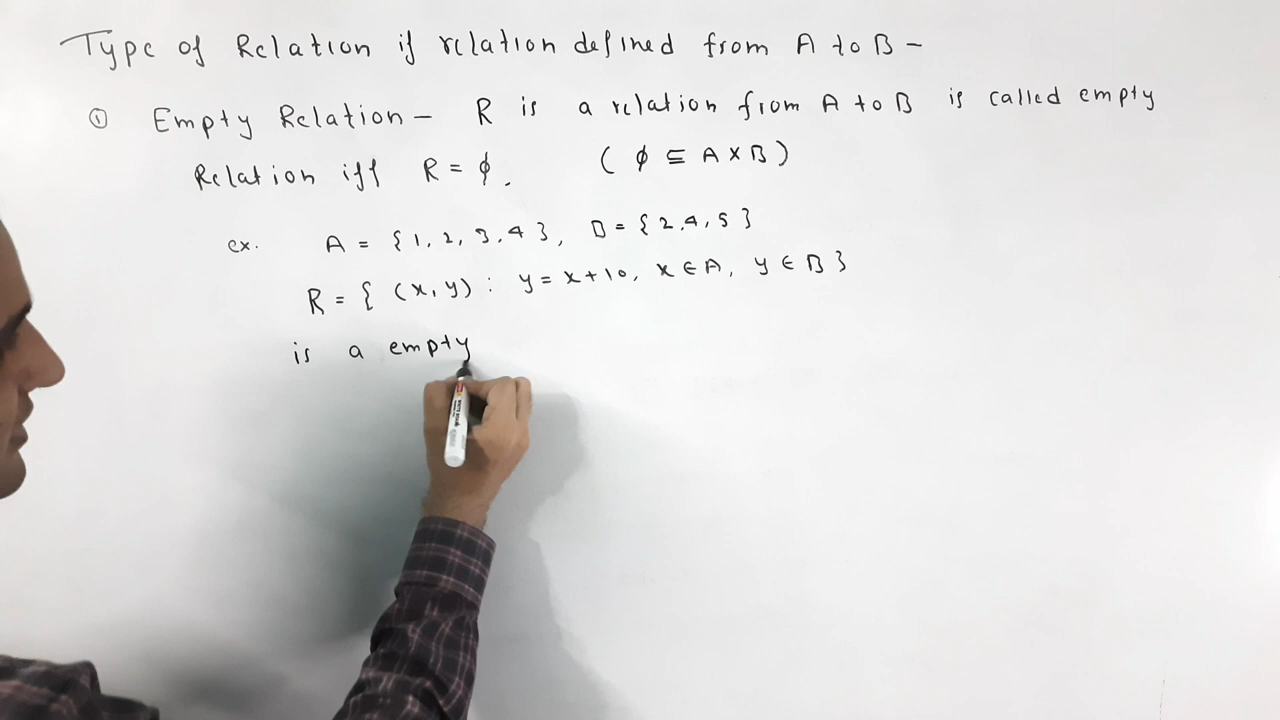 Type of Relation if relation defined from A to B –
① Empty Relation – R is a relation from A to B is called empty
Relation iff R = ϕ. ( ϕ ⊆ A X B )
ex. A = { 1, 2, 3, 4 }, B = { 2, 4, 5 }
R = { (x, y) : y = x + 10, x ∈ A, y ∈ B }
is a empty